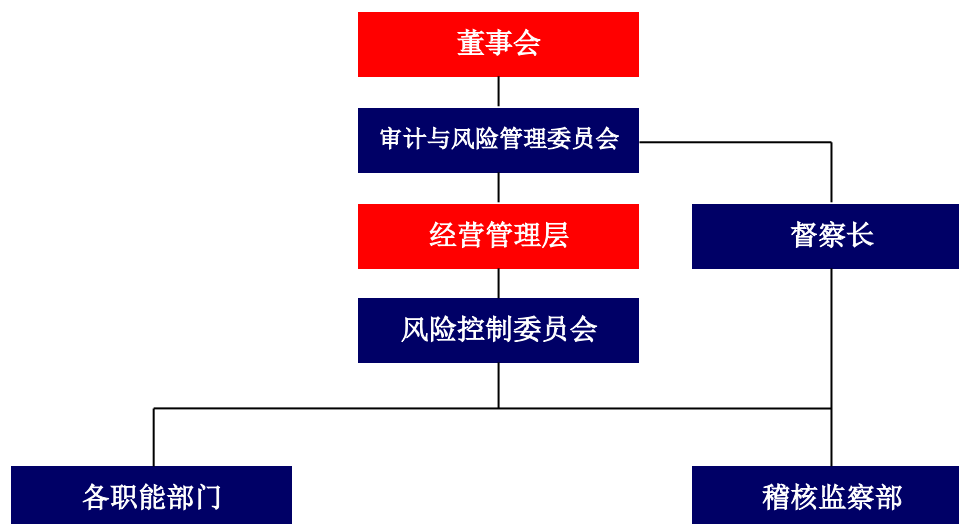 董事会
审计与风险管理委员会
经营管理层
督察长
风险控制委员会
各职能部门
稽核监察部